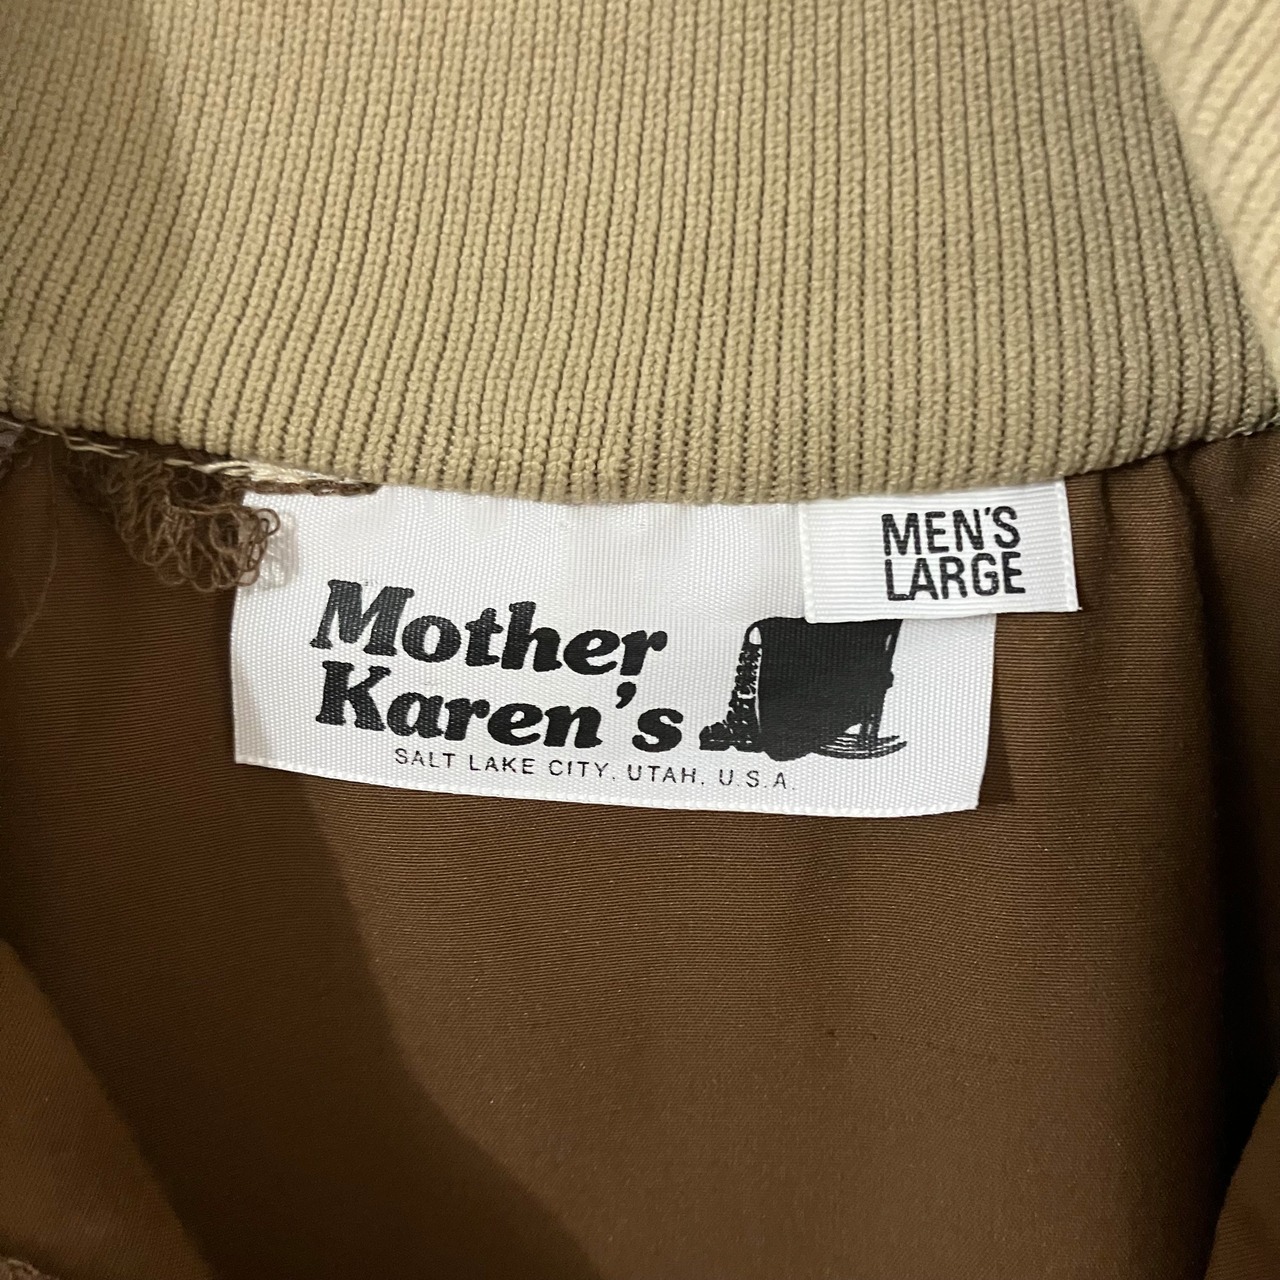 MEN'S
LARGE
Mother
Karen's
SALT LAKE CITY, UTAH, U.S.A.